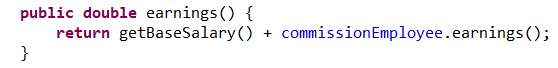 public double earnings() {
    return getBaseSalary() + commissionEmployee.earnings();
}